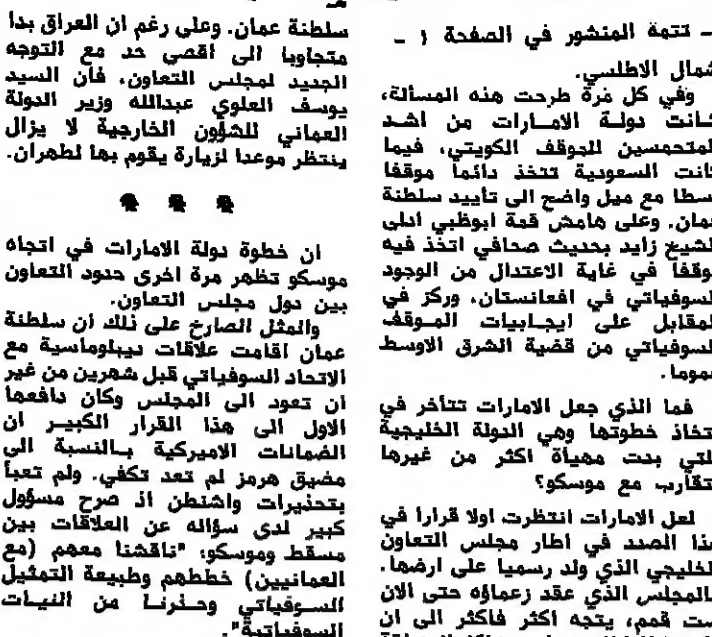 ـ تتمة المنشور في الصفحة ١ ـ
شمال الاطلسي.
وفي كل مرة طرحت هذه المسألة،
كانت دولة الامارات من اشد
المتحمسين للموقف الكويتي، فيما
كانت السعودية تتخذ دائماً موقفا
وسطا مع ميل واضح الى تأييد سلطنة
عمان. وعلى هامش قمة ابوظبي ادلى
الشيخ زايد بحديث صحافي اتخذ فيه
موقفاً في غاية الاعتدال من الوجود
السوفياتي في افغانستان، وركز في
المقابل على ايجابيات الموقف
السوفياتي من قضية الشرق الاوسط
عموما.
فما الذي جعل الامارات تتأخر في
اتخاذ خطوتها وهي الدولة الخليجية
التي بدت مهيأة اكثر من غيرها
لتقارب مع موسكو؟
لعل الامارات انتظرت اولا قرارا في
هذا الصدد في اطار مجلس التعاون
الخليجي الذي ولد رسميا على ارضها.
فالمجلس الذي عقد زعماؤه حتى الان
ست قمم، يتجه اكثر فاكثر الى ان
سلطنة عمان. وعلى رغم ان العراق بدا
متجاوبا الى اقصى حد مع التوجه
الجديد لمجلس التعاون، فان السيد
يوسف العلوي عبدالله وزير الدولة
العماني للشؤون الخارجية لا يزال
ينتظر موعدا لزيارة يقوم بها لطهران.
ان خطوة دولة الامارات في اتجاه
موسكو تظهر مرة اخرى حدود التعاون
بين دول مجلس التعاون.
والمثل الصارخ على ذلك أن سلطنة
عمان اقامت علاقات ديبلوماسية مع
الاتحاد السوفياتي قبل شهرين من غير
أن تعود الى المجلس وكان دافعها
الاول الى هذا القرار الكبير ان
الضمانات الاميركية بالنسبة الى
مضيق هرمز لم تعد تكفي. ولم تعبأ
بتحذيرات واشنطن اذ صرح مسؤول
كبير لدى سؤاله عن العلاقات بين
مسقط وموسكو: "ناقشنا معهم (مع
العمانيين) خططهم وطبيعة التمثيل
السوفياتي وحذرنا من النيات
السوفياتية".